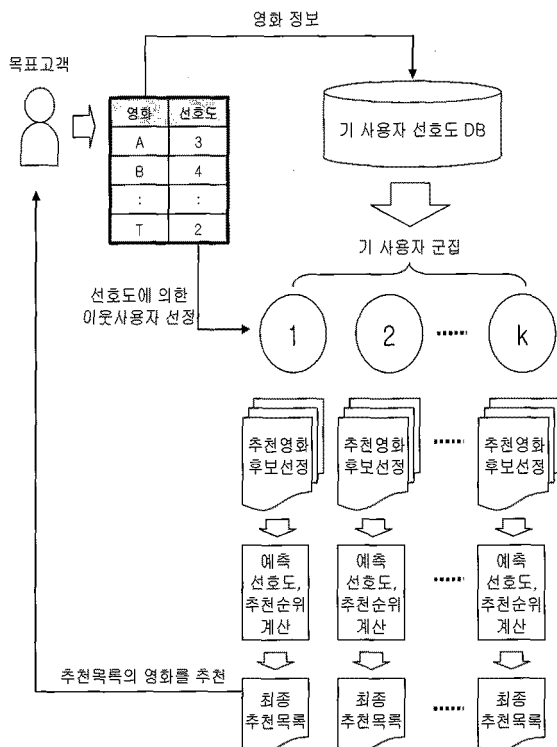 영화 정보
목표고객
영화 선호도
A 3
B 4
: :
T 2
기 사용자 선호도 DB
기 사용자 군집
선호도에 의한
이웃사용자 선정
1 2 ...... k
추천영화 추천영화 ...... 추천영화
후보선정 후보선정 후보선정
예측 예측 예측
선호도, 선호도, ...... 선호도,
추천순위 추천순위 추천순위
계산 계산 계산
추천목록의 영화를 추천
최종 최종 ...... 최종
추천목록 추천목록 추천목록